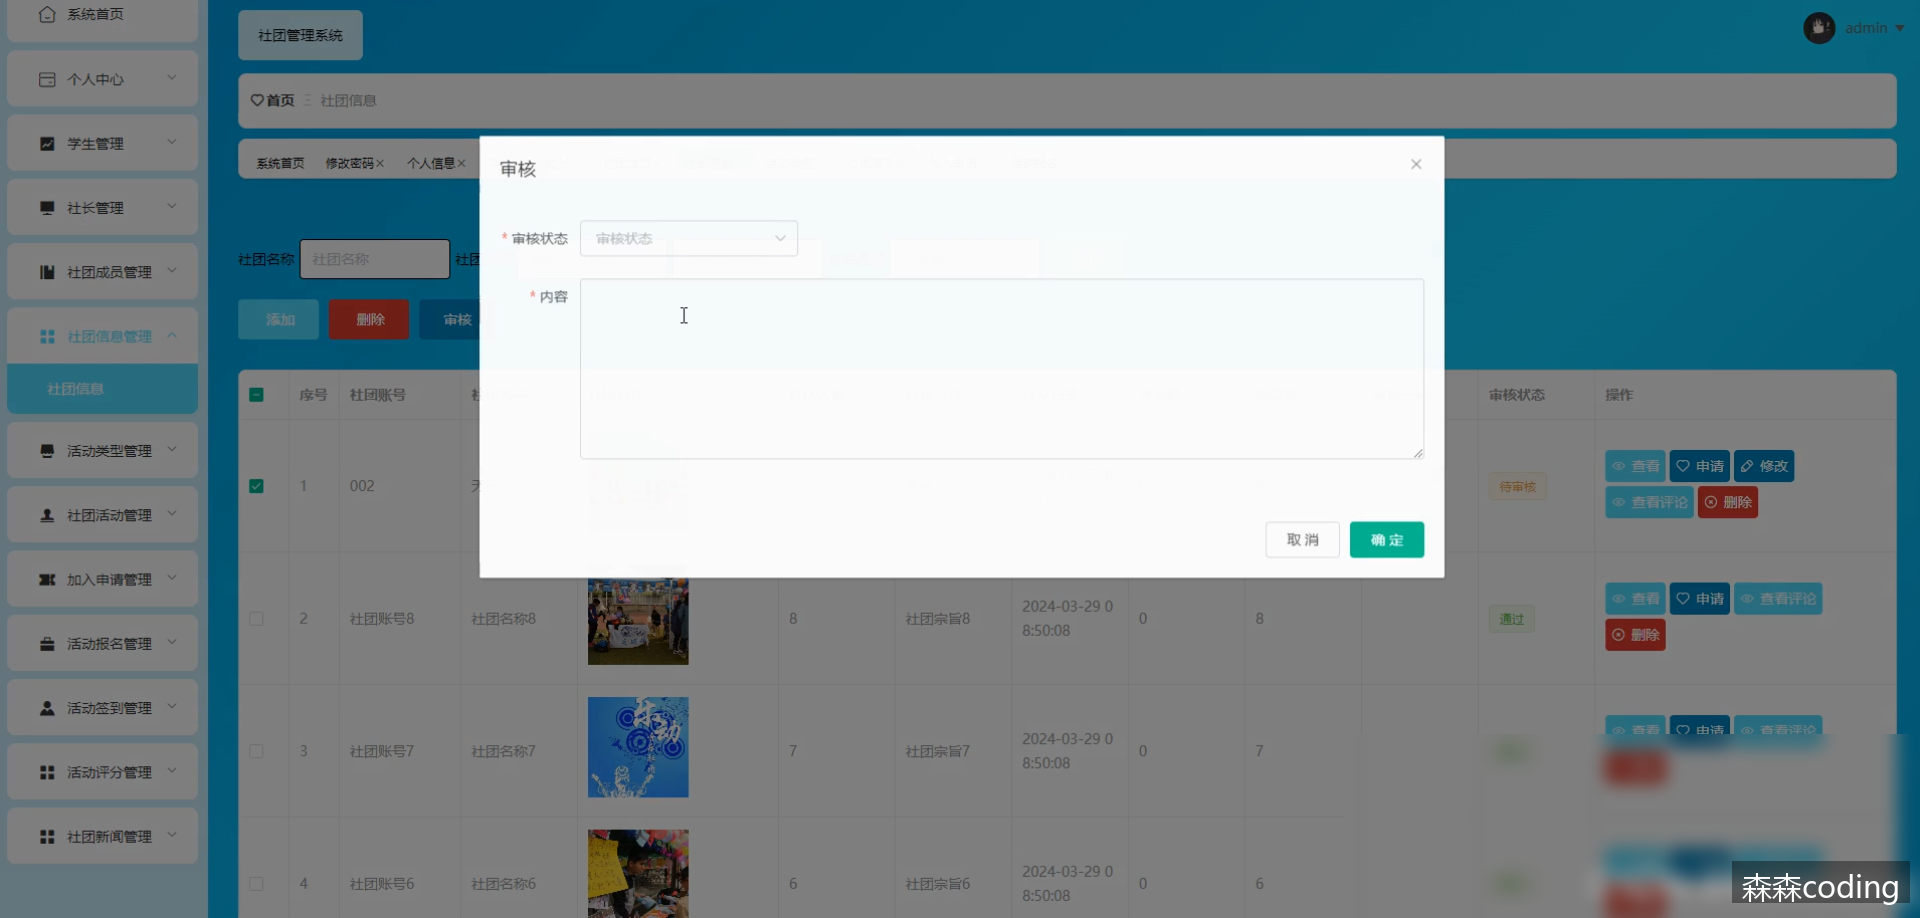 系统首页
个人中心
学生管理
社长管理
社团成员管理
社团信息管理
社团信息
活动类型管理
社团活动管理
加入申请管理
活动报名管理
活动签到管理
活动评分管理
社团新闻管理
社团管理系统
admin
首页 社团信息
系统首页 修改密码× 个人信息×
社团名称 社团名称 社团
添加 删除 审核
审核 ×
* 审核状态 审核状态
* 内容
取消 确定
序号 社团账号 审核状态 操作
1 002 待审核 查看 申请 修改
查看评论 删除
2 社团账号8 社团名称8 8 社团宗旨8 2024-03-29 0
8:50:08 0 8 通过 查看 申请 查看评论
删除
3 社团账号7 社团名称7 乐动 7 社团宗旨7 2024-03-29 0
8:50:08 0 7 查看 申请 查看评论
4 社团账号6 社团名称6 6 社团宗旨6 2024-03-29 0
8:50:08 0 6
森森coding